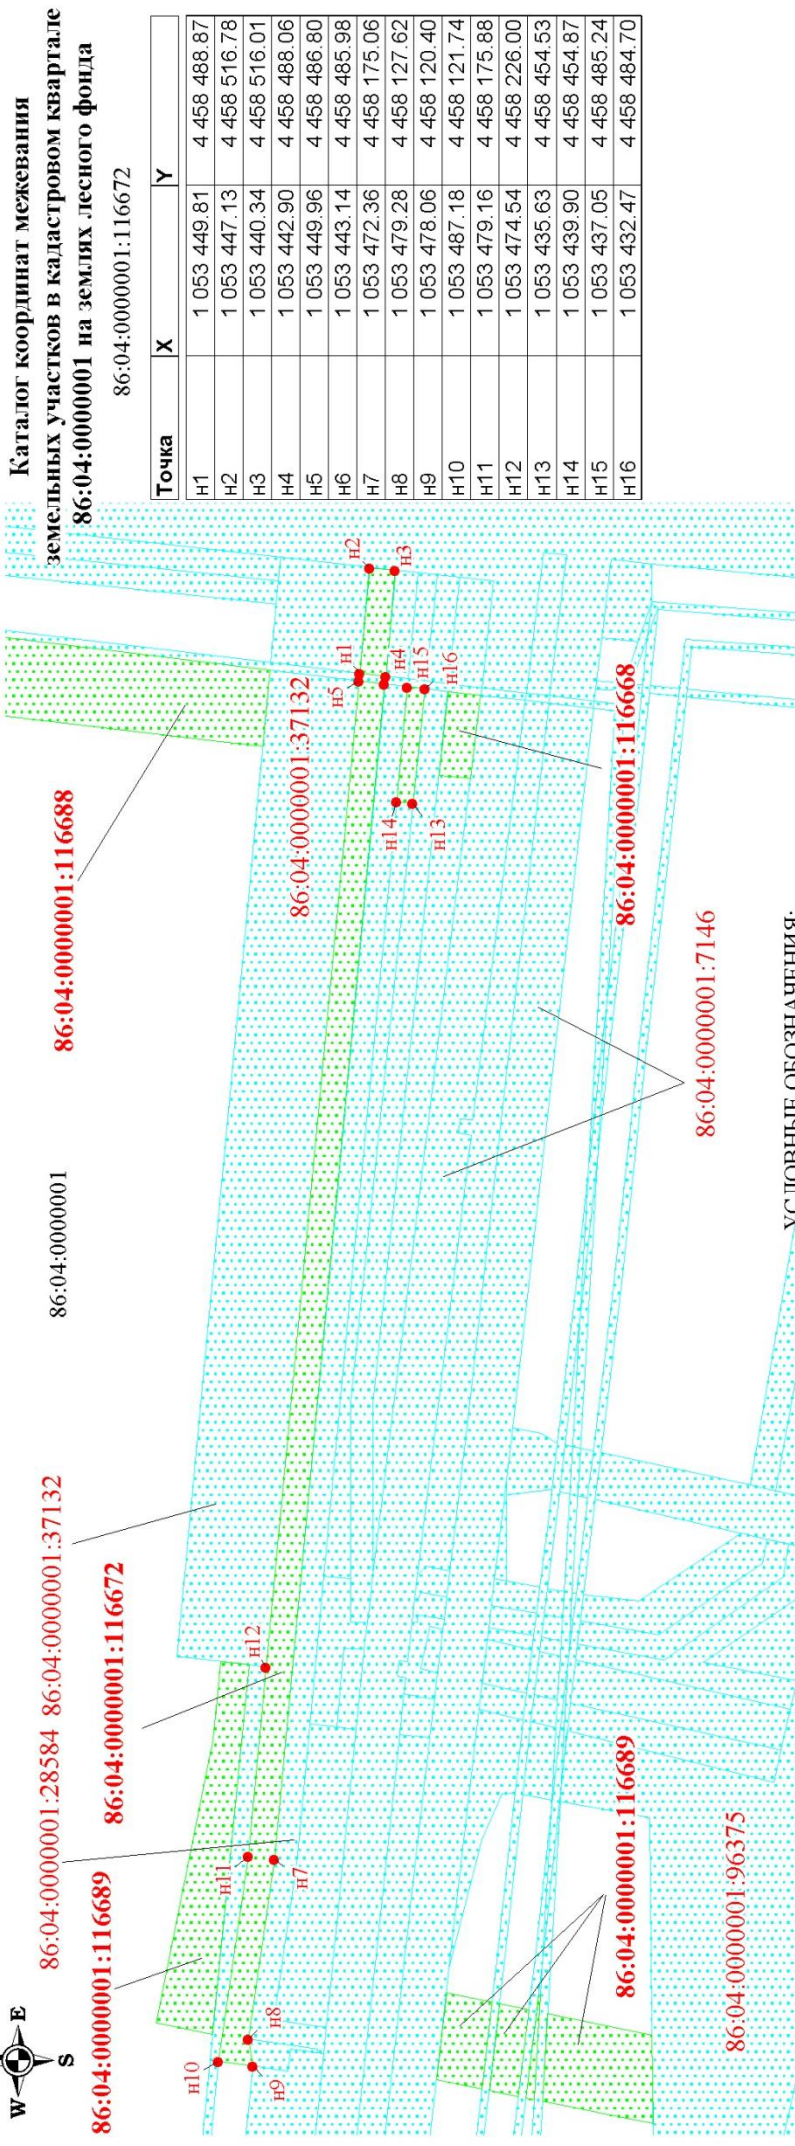 Каталог координат межевания
земельных участков в кадастровом квартале
86:04:0000001 на землях лесного фонда
86:04:0000001:116672
Точка X Y
н1 1 053 449.81 4 458 488.87
н2 1 053 447.13 4 458 516.78
н3 1 053 440.34 4 458 516.01
н4 1 053 442.90 4 458 488.06
н5 1 053 449.96 4 458 486.80
н6 1 053 443.14 4 458 485.98
н7 1 053 472.36 4 458 175.06
н8 1 053 479.28 4 458 127.62
н9 1 053 478.06 4 458 120.40
н10 1 053 487.18 4 458 121.74
н11 1 053 479.16 4 458 175.88
н12 1 053 474.54 4 458 226.00
н13 1 053 435.63 4 458 454.53
н14 1 053 439.90 4 458 454.87
н15 1 053 437.05 4 458 485.24
н16 1 053 432.47 4 458 484.70
W E
S
86:04:0000001
86:04:0000001:116688
86:04:0000001:28584 86:04:0000001:37132
86:04:0000001:116689
86:04:0000001:116672
86:04:0000001:37132
н10
н8
н9
н11
н7
н12
н5
н1
н2
н3
н4
н15
н16
н14
н13
86:04:0000001:116668
86:04:0000001:7146
86:04:0000001:116689
86:04:0000001:96375
УСЛОВНЫЕ ОБОЗНАЧЕНИЯ: